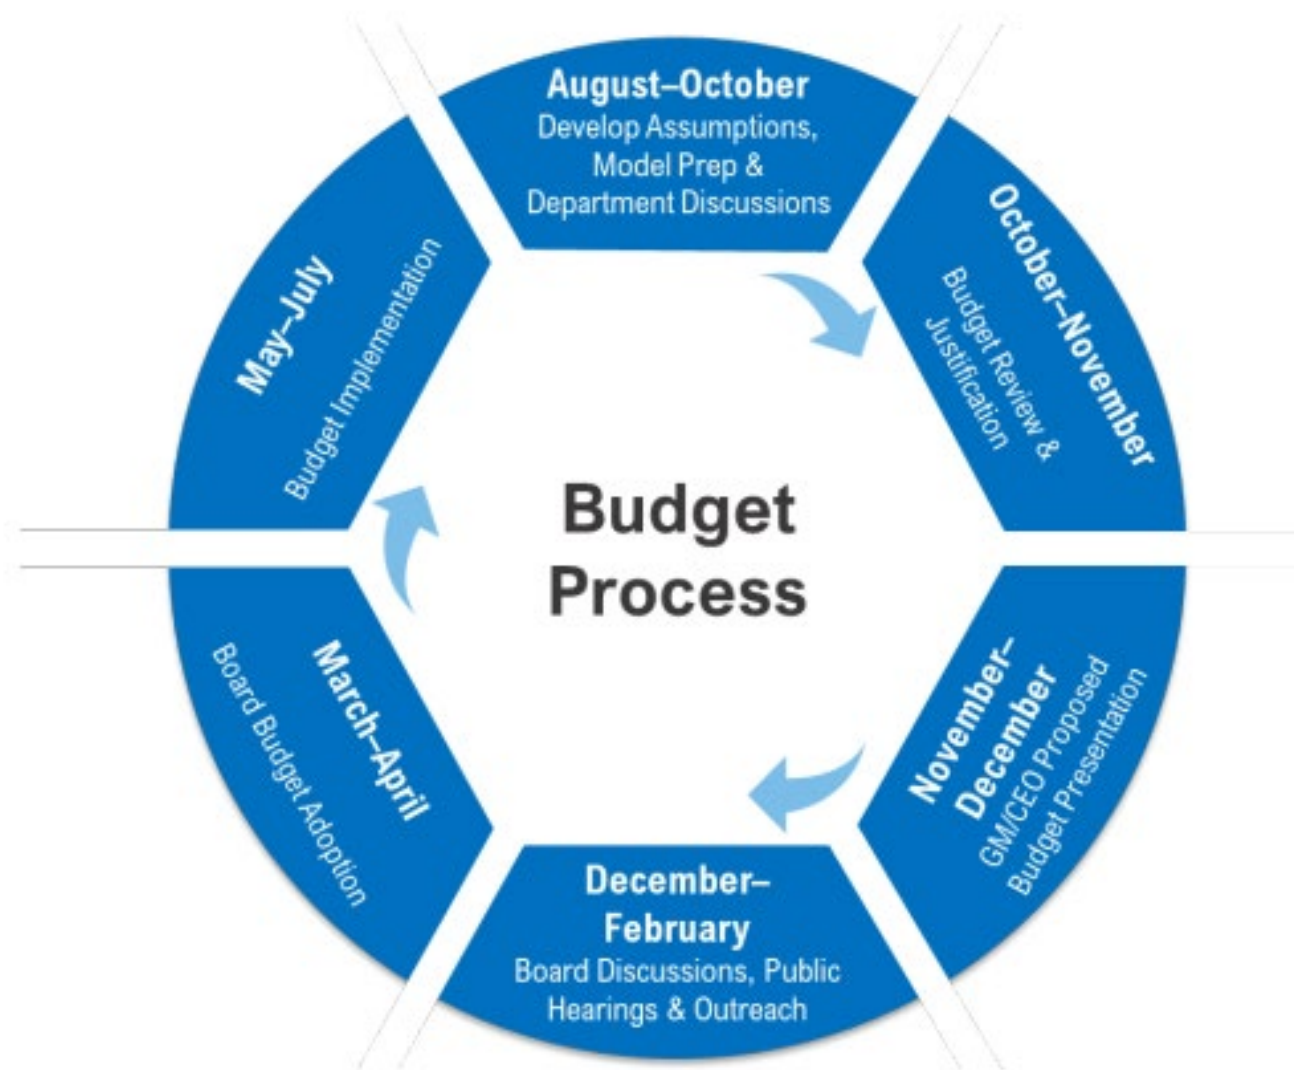 August–October
Develop Assumptions,
Model Prep &
Department Discussions
October–November
Budget Review &
Justification
November–
December
GM/CEO Proposed
Budget Presentation
December–
February
Board Discussions, Public
Hearings & Outreach
March–April
Board Budget Adoption
May–July
Budget Implementation
Budget
Process